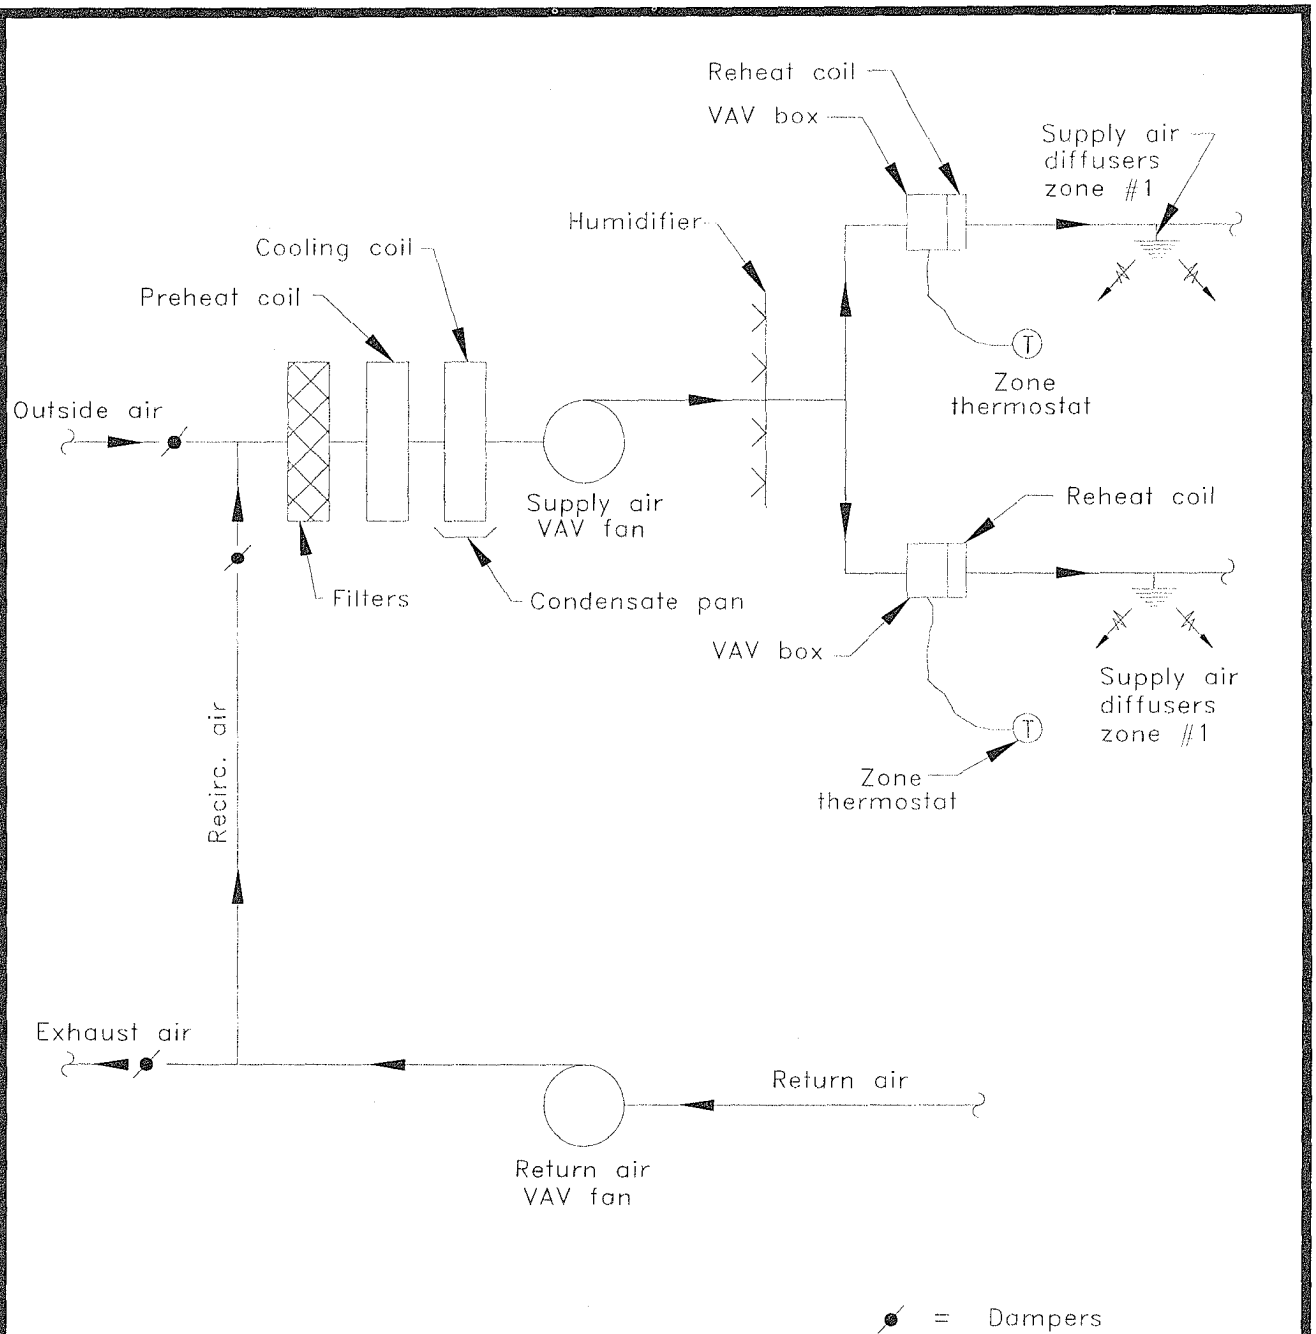 Reheat coil
VAV box
Supply air
diffusers
zone #1
Humidifier
Cooling coil
Preheat coil
T
Zone
thermostat
Outside air
Supply air
VAV fan
Reheat coil
Filters
Condensate pan
VAV box
Supply air
diffusers
zone #1
T
Zone
thermostat
Recirc. air
Exhaust air
Return air
Return air
VAV fan
= Dampers